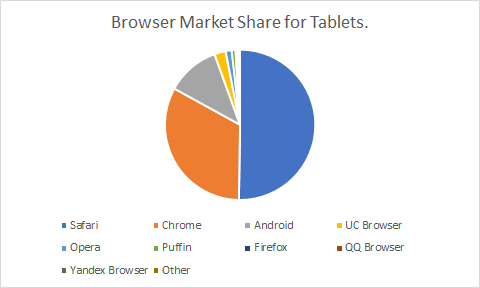 Browser Market Share for Tablets.
Safari Chrome Android UC Browser
Opera Puffin Firefox QQ Browser
Yandex Browser Other